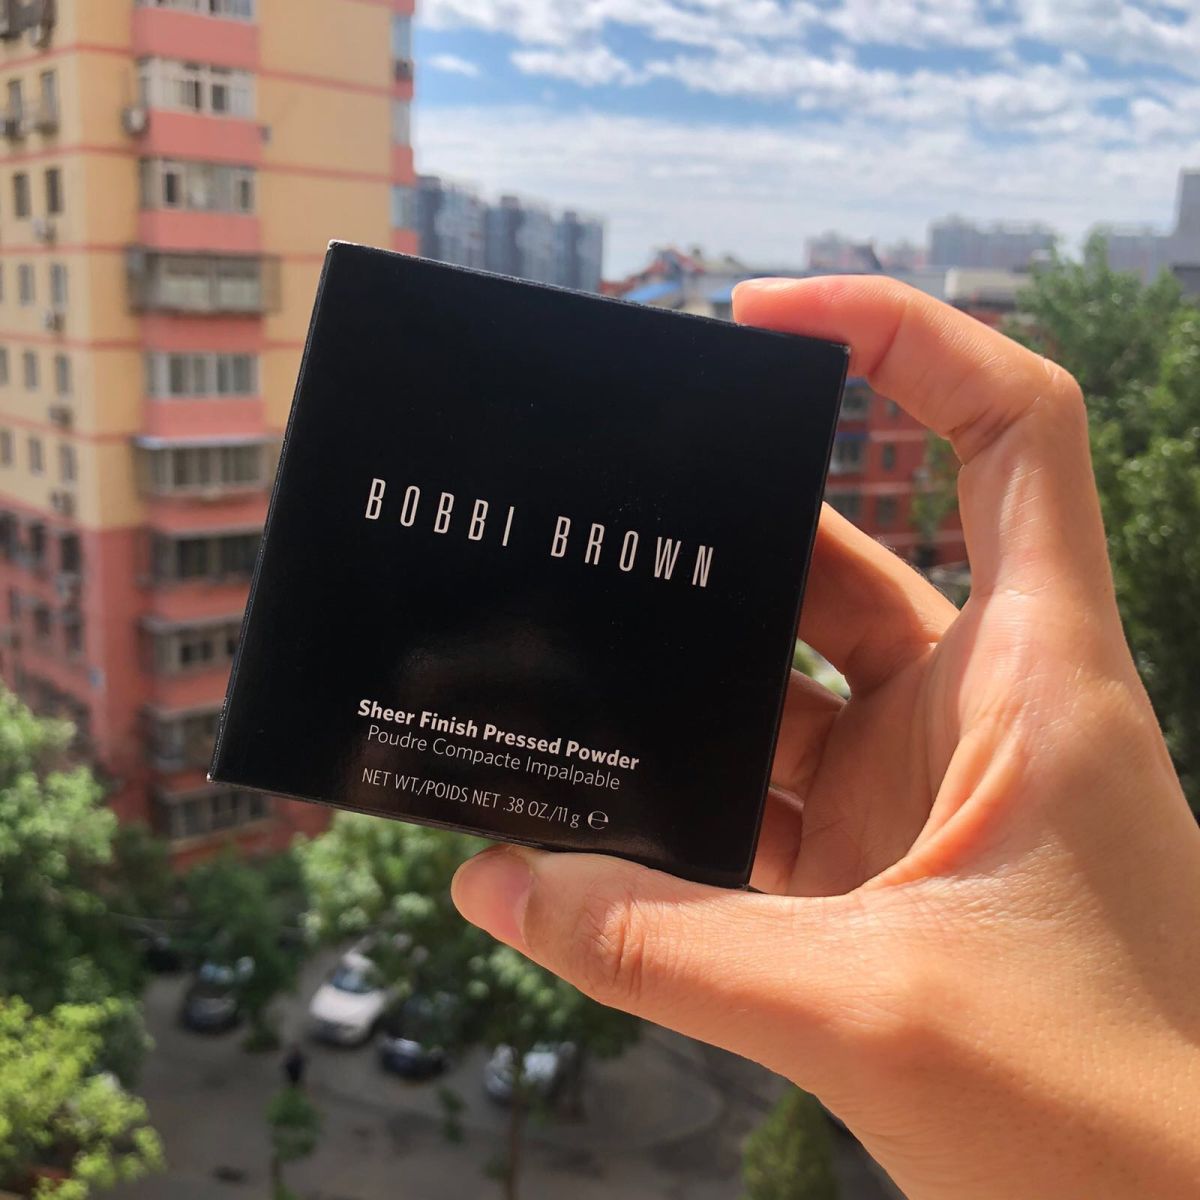 BOBBI BROWN
Sheer Finish Pressed Powder
Poudre Compacte Impalpable
NET WT./POIDS NET .38 OZ./11 g ℮